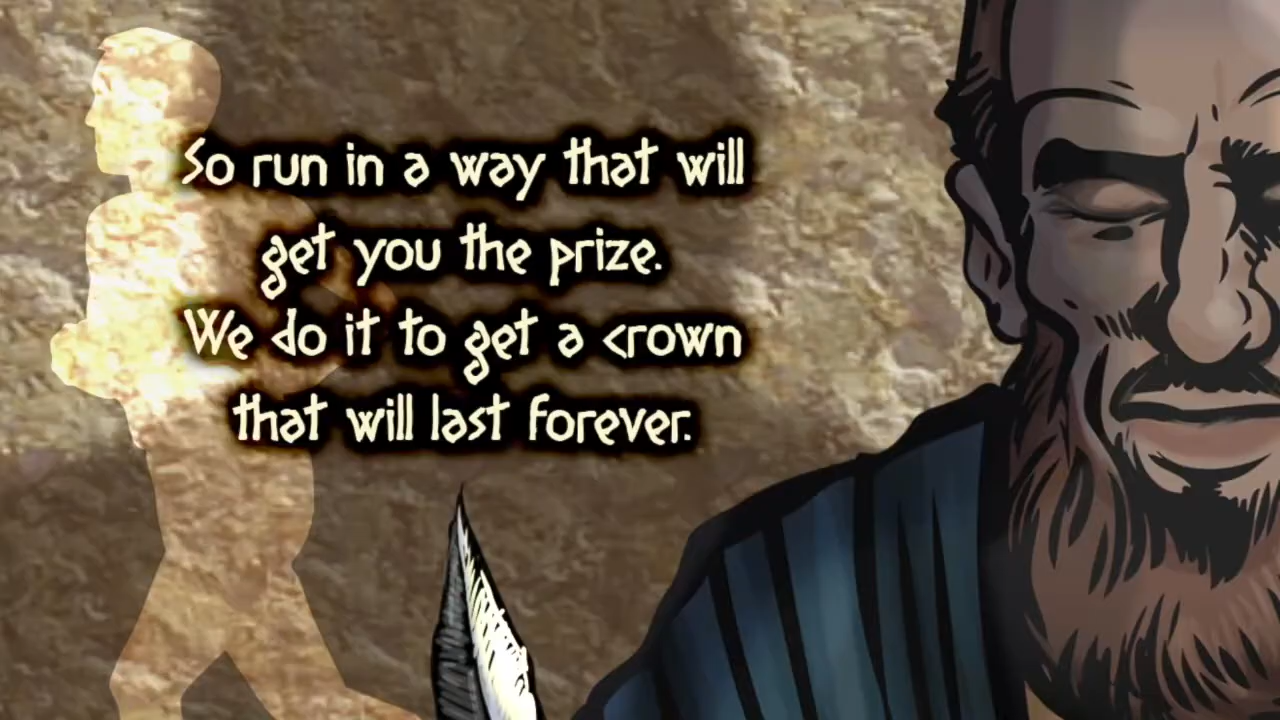 So run in a way that will
get you the prize.
We do it to get a crown
that will last forever.